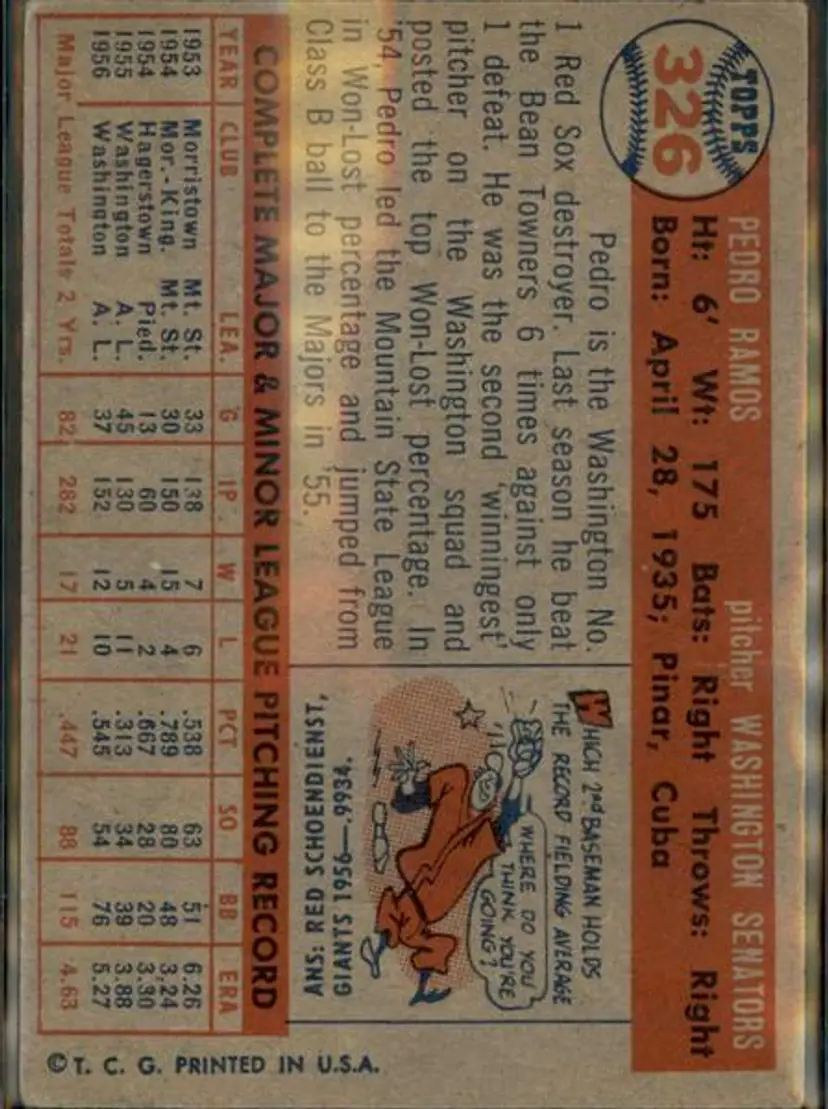 TOPPS
326
PEDRO RAMOS pitcher WASHINGTON SENATORS
Ht: 6' Wt: 175 Bats: Right Throws: Right
Born: April 28, 1935; Pinar, Cuba
Pedro is the Washington No.
1 Red Sox destroyer. Last season he beat
the Bean Towners 6 times against only
1 defeat. He was the second 'winningest'
pitcher on the Washington squad and
posted the top Won-Lost percentage. In
'54, Pedro led the Mountain State League
in Won-Lost percentage and jumped from
Class B ball to the Majors in '55.
WHICH 2nd BASEMAN HOLDS
THE RECORD FIELDING AVERAGE
WHERE DO YOU
THINK YOU'RE
GOING?
ANS: RED SCHOENDIENST,
GIANTS 1956—.9934.
COMPLETE MAJOR & MINOR LEAGUE PITCHING RECORD
YEAR CLUB LEA. G IP W L PCT SO BB ERA
1953 Morristown Mt. St. 33 138 7 6 .538 63 51 6.26
1954 Mor.-King. Mt. St. 30 150 15 4 .789 80 48 3.24
1954 Hagerstown Pied. 13 60 4 2 .667 28 20 3.30
1955 Washington A. L. 45 130 5 11 .313 34 39 3.88
1956 Washington A. L. 37 152 12 10 .545 54 76 5.27
Major League Totals 2 Yrs. 82 282 17 21 .447 88 115 4.63
© T. C. G. PRINTED IN U.S.A.